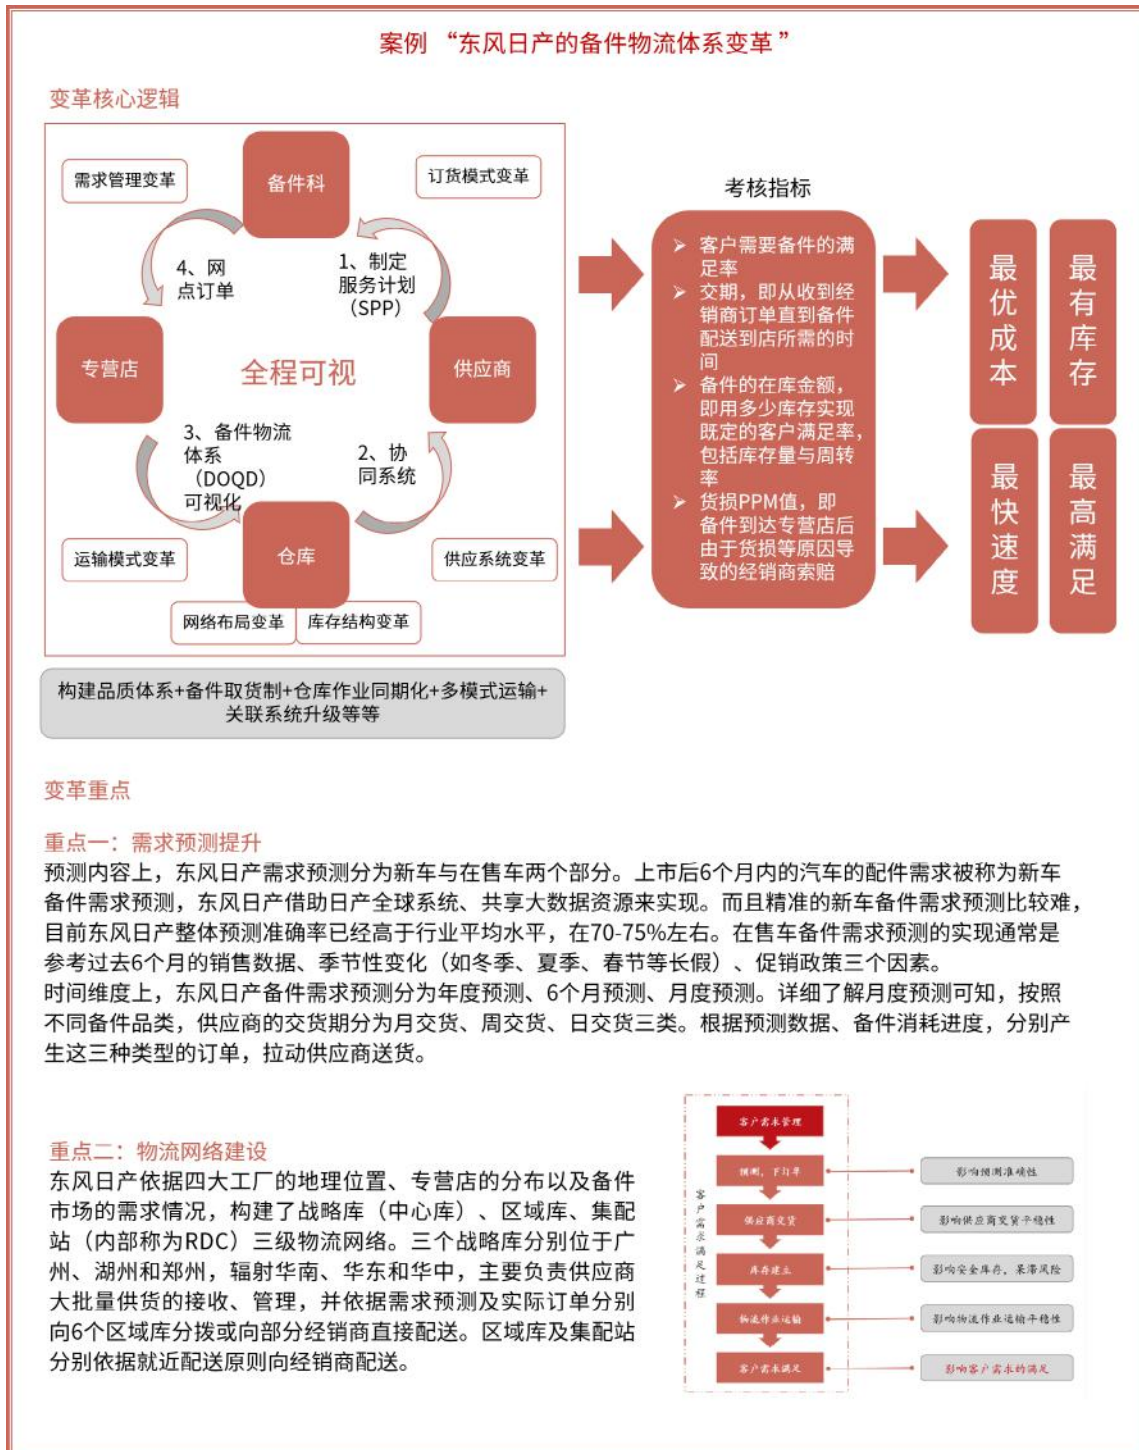 案例 “东风日产的备件物流体系变革 ”
变革核心逻辑
备件科
需求管理变革
订货模式变革
4、网
点订单
1、制定
服务计划
（SPP）
专营店
全程可视
供应商
3、备件物流
体系
（DOQD）
可视化
2、协
同系统
运输模式变革
仓库
供应系统变革
网络布局变革
库存结构变革
构建品质体系+备件取货制+仓库作业同期化+多模式运输+
关联系统升级等等
考核指标
➢ 客户需要备件的满
足率
➢ 交期，即从收到经
销商订单直到备件
配送到店所需的时
间
➢ 备件的在库金额，
即用多少库存实现
既定的客户满足率，
包括库存量与周转
率
➢ 货损PPM值，即
备件到达专营店后
由于货损等原因导
致的经销商索赔
最优成本
最有库存
最快速度
最高满足
变革重点
重点一：需求预测提升
预测内容上，东风日产需求预测分为新车与在售车两个部分。上市后6个月内的汽车的配件需求被称为新车
备件需求预测，东风日产借助日产全球系统、共享大数据资源来实现。而且精准的新车备件需求预测比较难，
目前东风日产整体预测准确率已经高于行业平均水平，在70-75%左右。在售车备件需求预测的实现通常是
参考过去6个月的销售数据、季节性变化（如冬季、夏季、春节等长假）、促销政策三个因素。
时间维度上，东风日产备件需求预测分为年度预测、6个月预测、月度预测。详细了解月度预测可知，按照
不同备件品类，供应商的交货期分为月交货、周交货、日交货三类。根据预测数据、备件消耗进度，分别产
生这三种类型的订单，拉动供应商送货。
重点二：物流网络建设
东风日产依据四大工厂的地理位置、专营店的分布以及备件
市场的需求情况，构建了战略库（中心库）、区域库、集配
站（内部称为RDC）三级物流网络。三个战略库分别位于广
州、湖州和郑州，辐射华南、华东和华中，主要负责供应商
大批量供货的接收、管理，并依据需求预测及实际订单分别
向6个区域库分拨或向部分经销商直接配送。区域库及集配站
分别依据就近配送原则向经销商配送。
客户需求满足过程
客户需求管理
预测，下订单
影响预测准确性
供应商交货
影响供应商交货平稳性
库存建立
影响安全库存，呆滞风险
物流作业运输
影响物流作业运输平稳性
客户需求满足
影响客户需求的满足